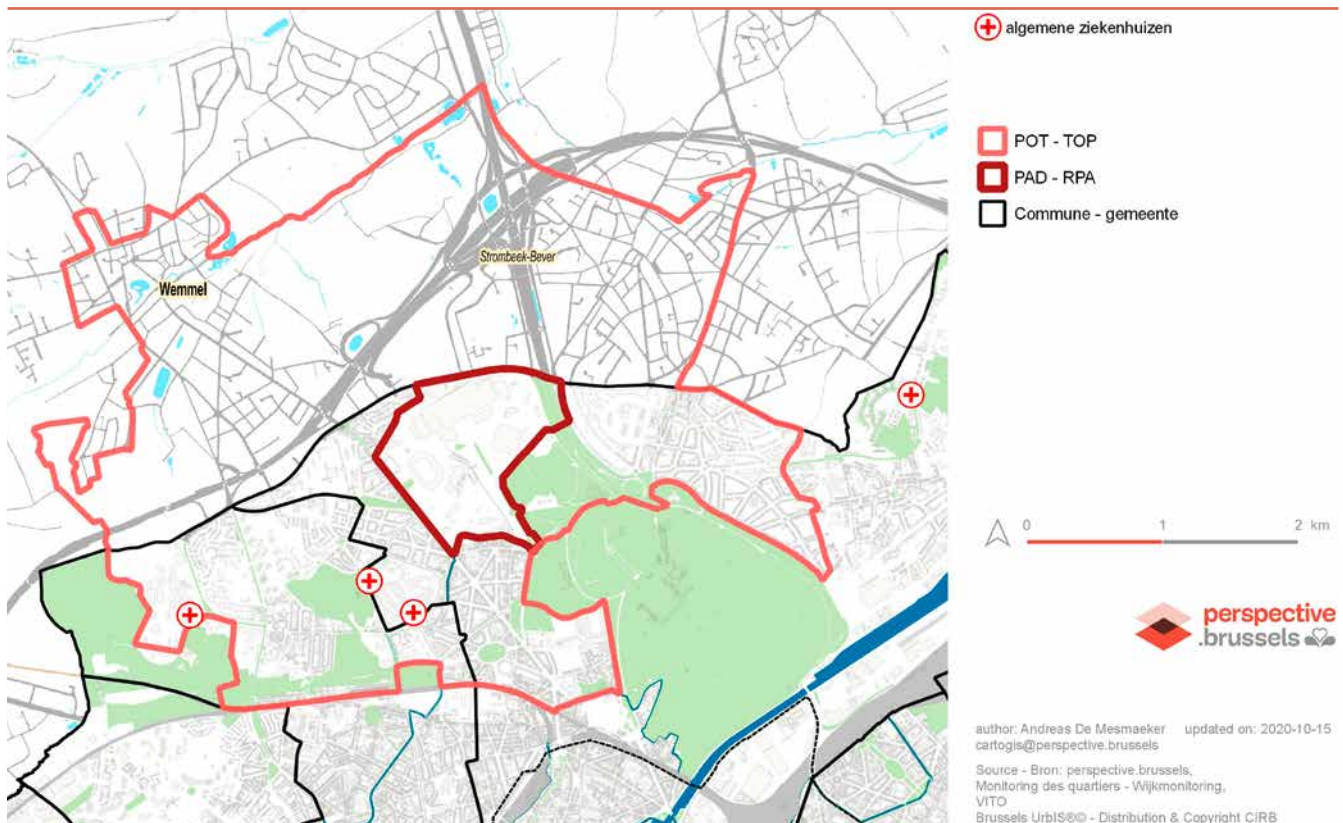 algemene ziekenhuizen
POT - TOP
PAD - RPA
Commune - gemeente
Strombeek-Bever
Wemmel
0 1 2 km
perspective
.brussels
author: Andreas De Mesmaeker updated on: 2020-10-15
cartogis@perspective.brussels
Source - Bron: perspective.brussels,
Monitoring des quartiers - Wijkmonitoring,
VITO
Brussels UrbIS®© - Distribution & Copyright CIRB